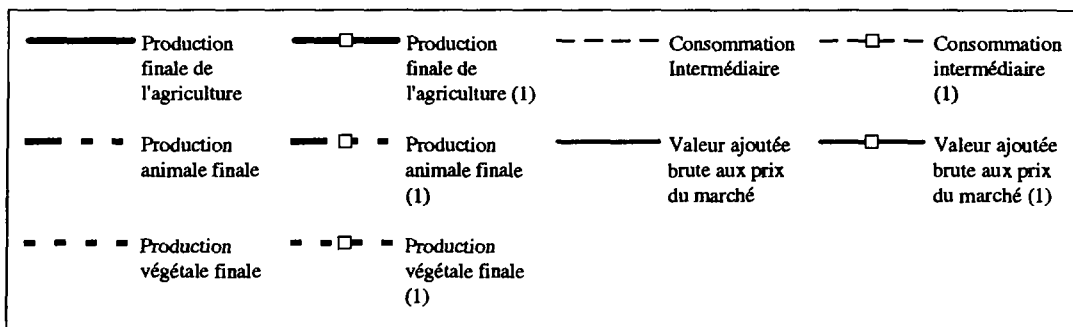 Production
finale de
l'agriculture
Production
finale de
l'agriculture (1)
Consommation
Intermédiaire
Consommation
intermédiaire
(1)
Production
animale finale
Production
animale finale
(1)
Valeur ajoutée
brute aux prix
du marché
Valeur ajoutée
brute aux prix
du marché (1)
Production
végétale finale
Production
végétale finale
(1)